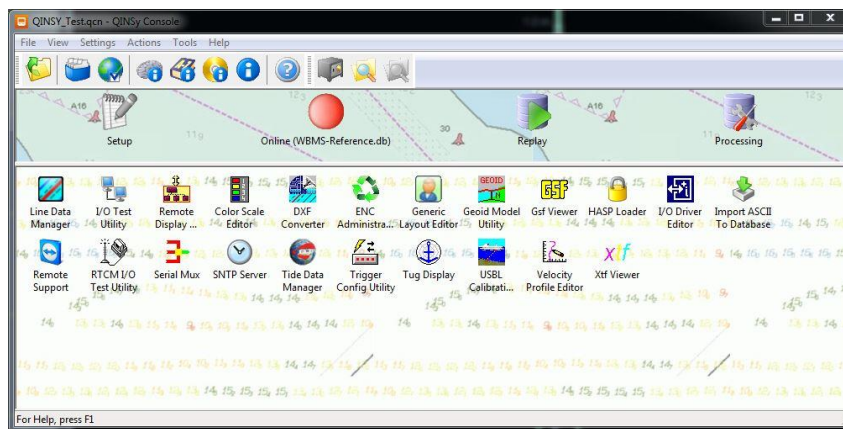 QINSY_Test.qcn - QINSy Console
File View Settings Actions Tools Help
Setup
Online (WBMS-Reference.db)
Replay
Processing
Line Data Manager
I/O Test Utility
Remote Display ...
Color Scale Editor
DXF Converter
ENC Administra...
Generic Layout Editor
Geoid Model Utility
Gsf Viewer
HASP Loader
I/O Driver Editor
Import ASCII To Database
Remote Support
RTCM I/O Test Utility
Serial Mux
SNTP Server
Tide Data Manager
Trigger Config Utility
Tug Display
USBL Calibrati...
Velocity Profile Editor
Xtf Viewer
For Help, press F1